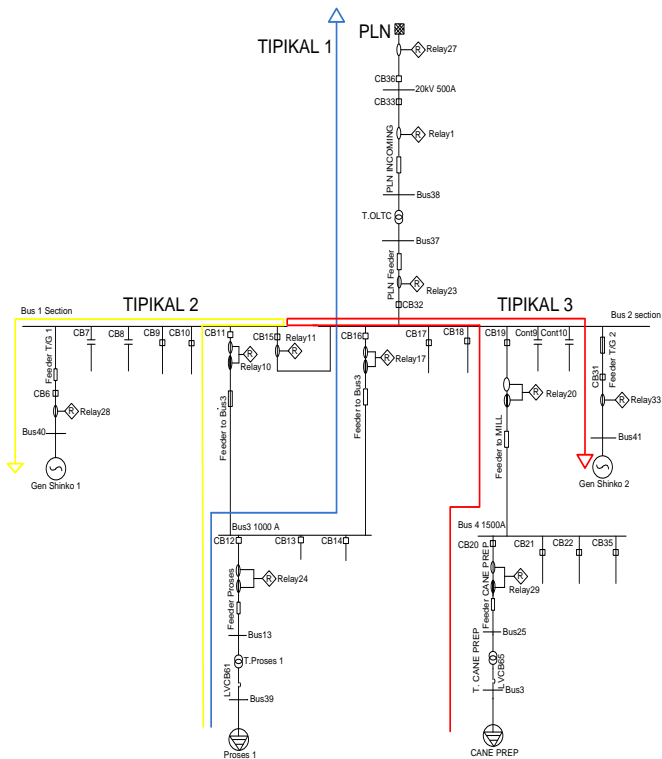 PLN
TIPIKAL 1
Relay27
CB36
20kV 500A
CB33
Relay1
PLN INCOMING
Bus38
T.OLTC
Bus37
PLN Feeder
Relay23
CB32
TIPIKAL 2
TIPIKAL 3
Bus 1 Section
Bus 2 section
CB7
CB8
CB9
CB10
CB11
CB15
Relay11
CB16
CB17
CB18
CB19
Cont9
Cont10
Feeder T/G 1
Relay10
Relay17
Feeder T/G 2
CB31
CB6
Relay28
Relay20
Relay33
Feeder to Bus3
Feeder to Bus3
Feeder to MILL
Bus40
Bus41
Gen Shinko 1
Gen Shinko 2
Bus3 1000 A
Bus 4 1500A
CB12
CB13
CB14
CB20
CB21
CB22
CB35
Relay24
Relay29
Feeder Proses
Feeder CANE PREP
Bus13
Bus25
T.Proses 1
LVCB61
T. CANE PREP
LVCB65
Bus39
Bus3
Proses 1
CANE PREP
R
R
R
R
R
R
R
R
R
R
R